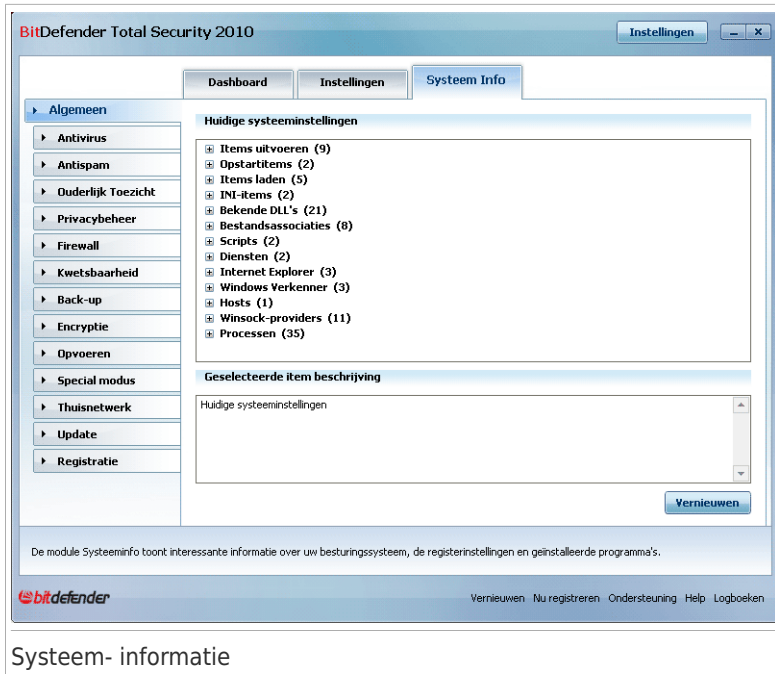 BitDefender Total Security 2010
Instellingen
Dashboard
Instellingen
Systeem Info
Algemeen
Antivirus
Antispam
Ouderlijk Toezicht
Privacybeheer
Firewall
Kwetsbaarheid
Back-up
Encryptie
Opvoeren
Special modus
Thuisnetwerk
Update
Registratie
Huidige systeeminstellingen
Items uitvoeren (9)
Opstartitems (2)
Items laden (5)
INI-items (2)
Bekende DLL's (21)
Bestandsassociaties (8)
Scripts (2)
Diensten (2)
Internet Explorer (3)
Windows Verkenner (3)
Hosts (1)
Winsock-providers (11)
Processen (35)
Geselecteerde item beschrijving
Huidige systeeminstellingen
Vernieuwen
De module Systeeminfo toont interessante informatie over uw besturingssysteem, de registerinstellingen en geïnstalleerde programma's.
bitdefender
Vernieuwen Nu registreren Ondersteuning Help Logboeken
Systeem- informatie